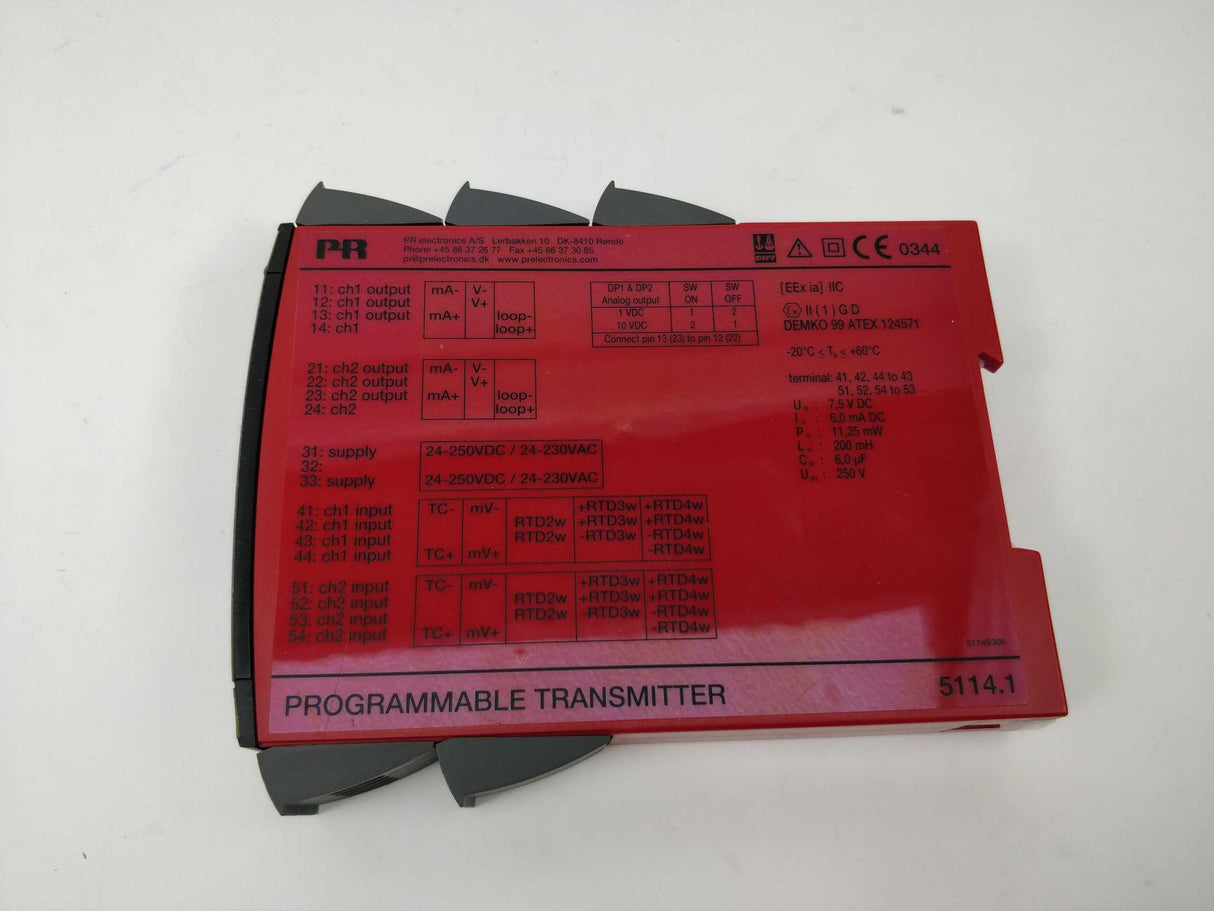 PR
PR electronics A/S Lerbakken 10 DK-8410 Rønde
Phone +45 86 37 26 77 Fax +45 86 37 30 85
pr@prelectronics.dk www.prelectronics.com
DNV
CE 0344
11: ch1 output mA- V-
12: ch1 output V+
13: ch1 output mA+ loop-
14: ch1 loop+
DP1 & DP2 SW SW
Analog output ON OFF
1 VDC 1 2
10 VDC 2 1
Connect pin 13 (23) to pin 12 (22)
[EEx ia] IIC
Ex II (1) G D
DEMKO 99 ATEX 124571
-20°C ≤ Ta ≤ +60°C
terminal: 41, 42, 44 to 43
51, 52, 54 to 53
Uo : 7,5 V DC
Io : 6,0 mA DC
Po : 11,25 mW
Lo : 200 mH
Co : 6,0 µF
Um : 250 V
21: ch2 output mA- V-
22: ch2 output V+
23: ch2 output mA+ loop-
24: ch2 loop+
31: supply 24-250VDC / 24-230VAC
32:
33: supply 24-250VDC / 24-230VAC
41: ch1 input TC- mV- +RTD3w +RTD4w
42: ch1 input RTD2w +RTD3w +RTD4w
43: ch1 input RTD2w -RTD3w -RTD4w
44: ch1 input TC+ mV+ -RTD4w
51: ch2 input TC- mV- +RTD3w +RTD4w
52: ch2 input RTD2w +RTD3w +RTD4w
53: ch2 input RTD2w -RTD3w -RTD4w
54: ch2 input TC+ mV+ -RTD4w
5114S306
PROGRAMMABLE TRANSMITTER 5114.1